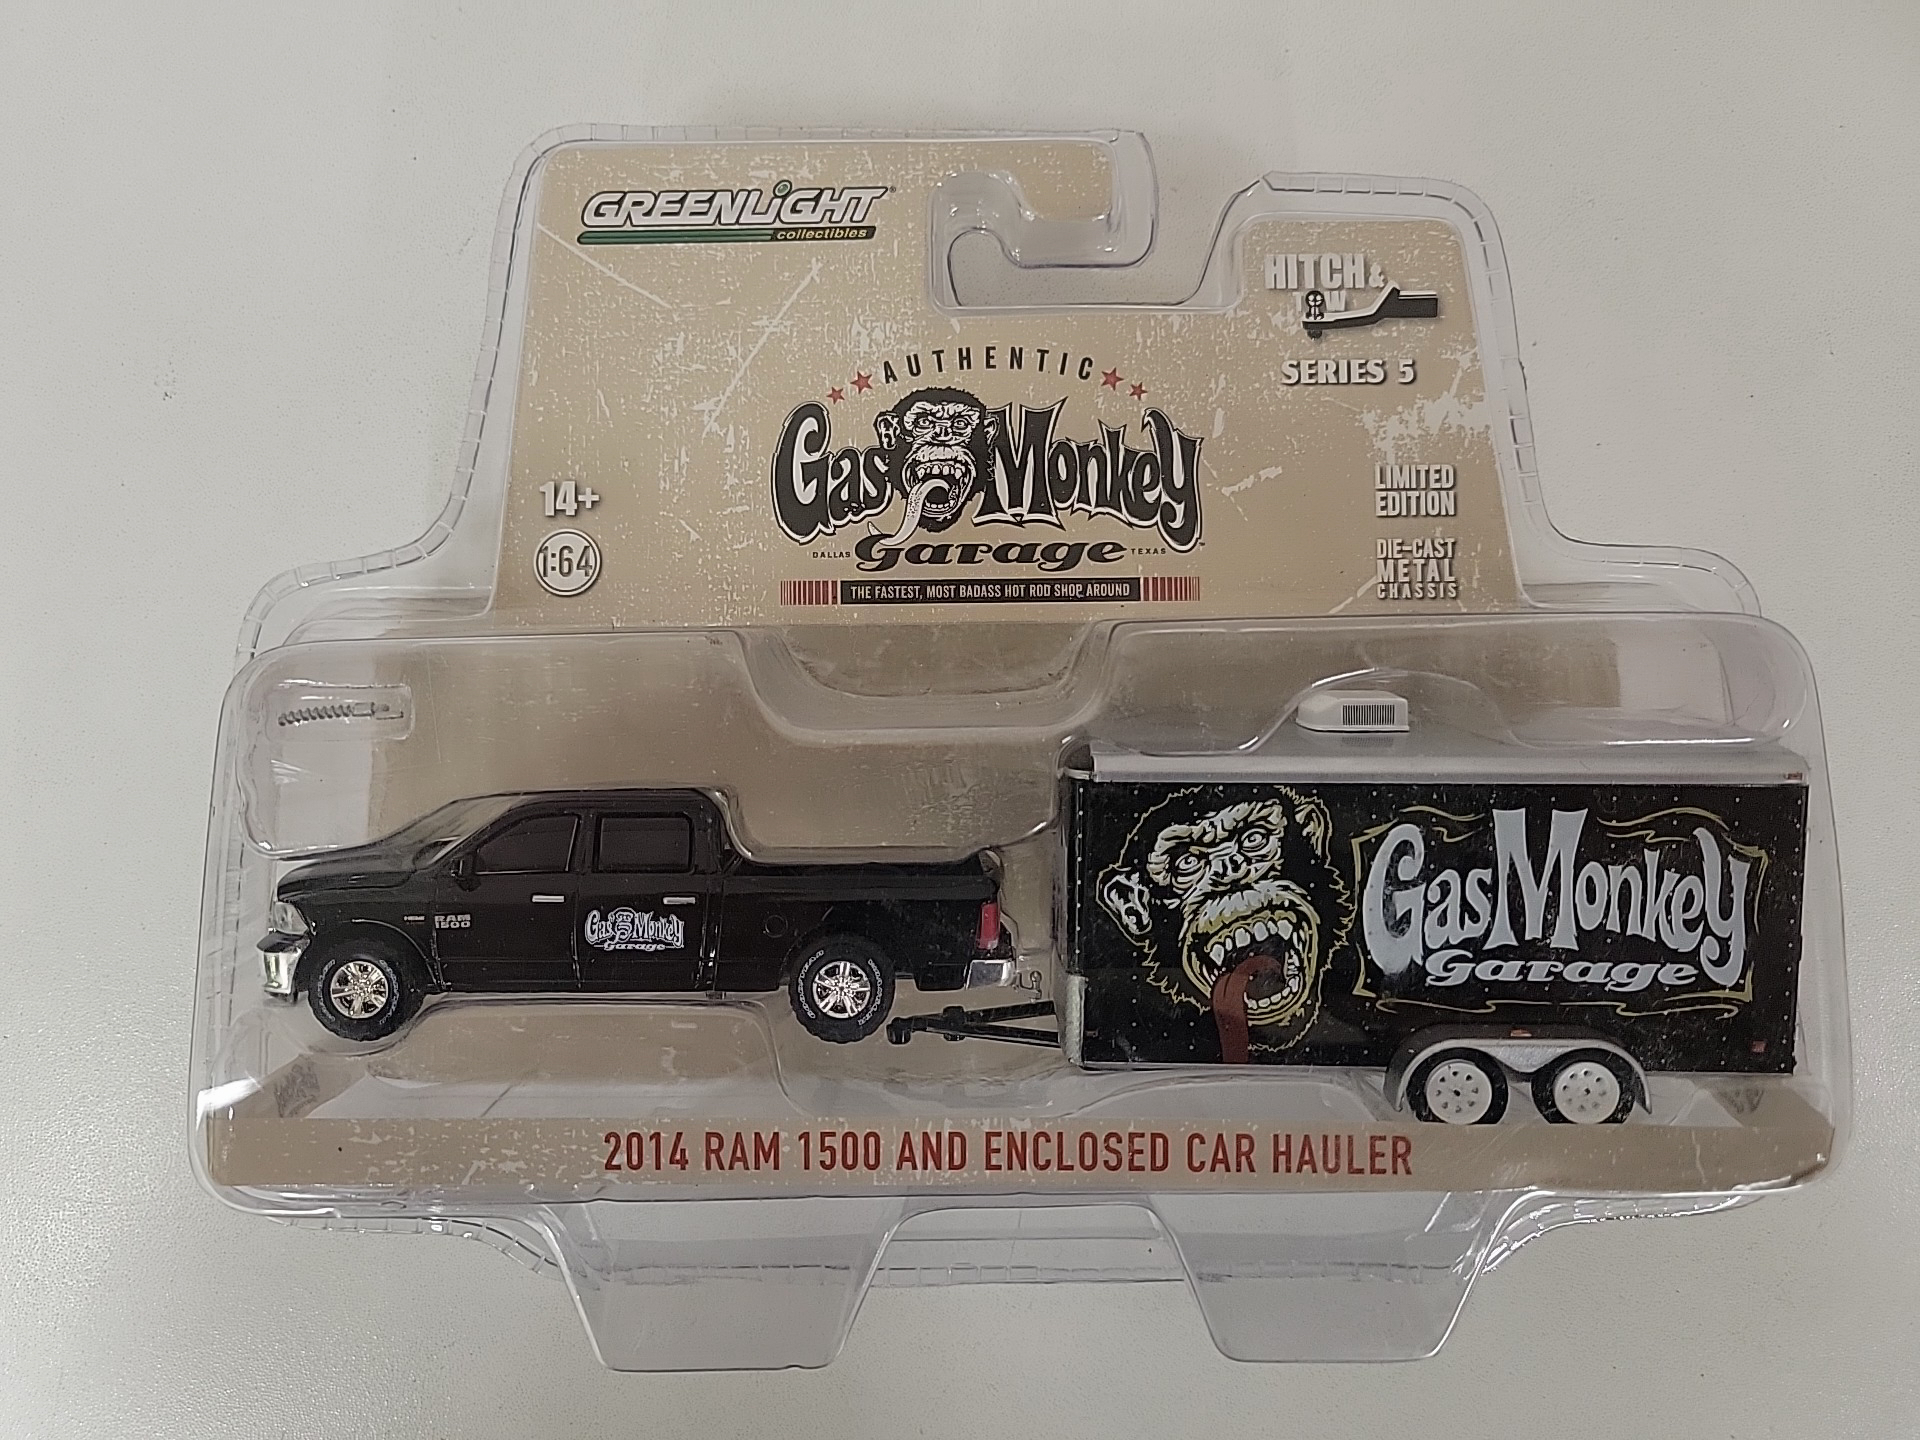 GREENLiGHT
collectibles
HITCH &
TOW
SERIES 5
AUTHENTIC
Gas Monkey
DALLAS Garage TEXAS
THE FASTEST, MOST BADASS HOT ROD SHOP AROUND
14+
1:64
LIMITED
EDITION
DIE-CAST
METAL
CHASSIS
HEMI RAM
1500
Gas Monkey
Garage
Gas Monkey
Garage
2014 RAM 1500 AND ENCLOSED CAR HAULER